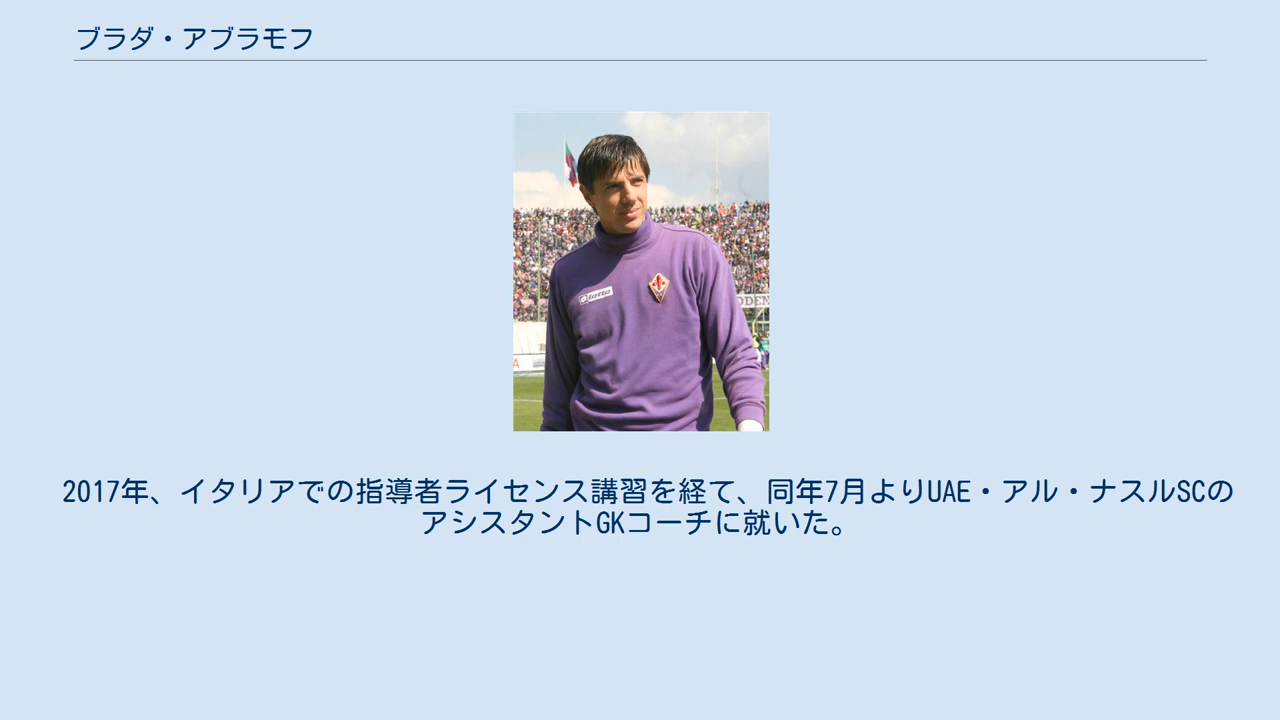 ブラダ・アブラモフ
lotto
ODEN
A
2017年、イタリアでの指導者ライセンス講習を経て、同年7月よりUAE・アル・ナスルSCの
アシスタントGKコーチに就いた。